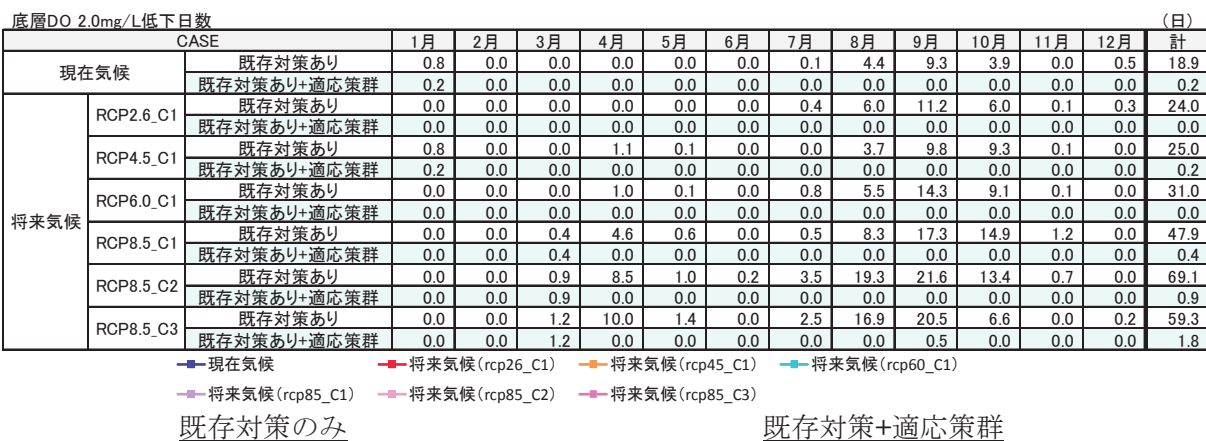 底層DO 2.0mg/L低下日数 (日)
CASE 1月 2月 3月 4月 5月 6月 7月 8月 9月 10月 11月 12月 計
現在気候 既存対策あり 0.8 0.0 0.0 0.0 0.0 0.0 0.1 4.4 9.3 3.9 0.0 0.5 18.9
既存対策あり+適応策群 0.2 0.0 0.0 0.0 0.0 0.0 0.0 0.0 0.0 0.0 0.0 0.0 0.2
将来気候 RCP2.6_C1 既存対策あり 0.0 0.0 0.0 0.0 0.0 0.0 0.4 6.0 11.2 6.0 0.1 0.3 24.0
既存対策あり+適応策群 0.0 0.0 0.0 0.0 0.0 0.0 0.0 0.0 0.0 0.0 0.0 0.0 0.0
RCP4.5_C1 既存対策あり 0.8 0.0 0.0 1.1 0.1 0.0 0.0 3.7 9.8 9.3 0.1 0.0 25.0
既存対策あり+適応策群 0.2 0.0 0.0 0.0 0.0 0.0 0.0 0.0 0.0 0.0 0.0 0.0 0.2
RCP6.0_C1 既存対策あり 0.0 0.0 0.0 1.0 0.1 0.0 0.8 5.5 14.3 9.1 0.1 0.0 31.0
既存対策あり+適応策群 0.0 0.0 0.0 0.0 0.0 0.0 0.0 0.0 0.0 0.0 0.0 0.0 0.0
RCP8.5_C1 既存対策あり 0.0 0.0 0.4 4.6 0.6 0.0 0.5 8.3 17.3 14.9 1.2 0.0 47.9
既存対策あり+適応策群 0.0 0.0 0.4 0.0 0.0 0.0 0.0 0.0 0.0 0.0 0.0 0.0 0.4
RCP8.5_C2 既存対策あり 0.0 0.0 0.9 8.5 1.0 0.2 3.5 19.3 21.6 13.4 0.7 0.0 69.1
既存対策あり+適応策群 0.0 0.0 0.9 0.0 0.0 0.0 0.0 0.0 0.0 0.0 0.0 0.0 0.9
RCP8.5_C3 既存対策あり 0.0 0.0 1.2 10.0 1.4 0.0 2.5 16.9 20.5 6.6 0.0 0.2 59.3
既存対策あり+適応策群 0.0 0.0 1.2 0.0 0.0 0.0 0.0 0.0 0.5 0.0 0.0 0.0 1.8
現在気候 将来気候(rcp26_C1) 将来気候(rcp45_C1) 将来気候(rcp60_C1)
将来気候(rcp85_C1) 将来気候(rcp85_C2) 将来気候(rcp85_C3)
既存対策のみ 既存対策+適応策群